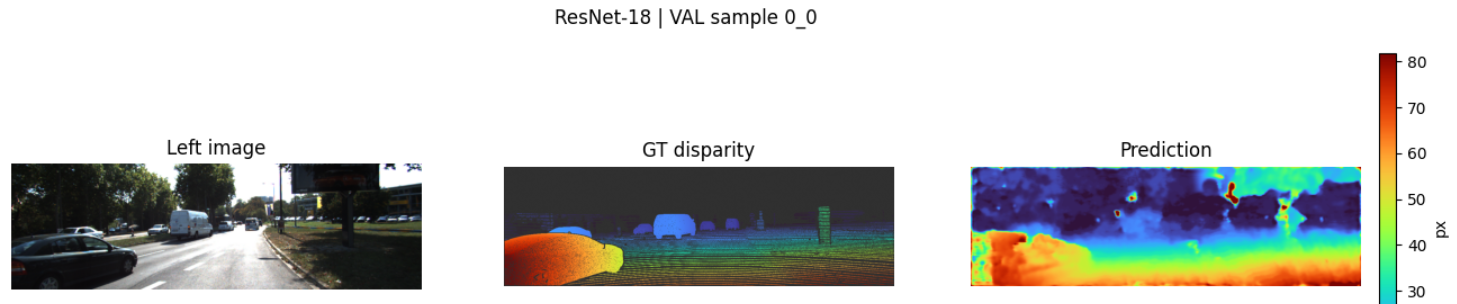 ResNet-18 | VAL sample 0_0
Left image
GT disparity
Prediction
80
70
60
50
40
30
px